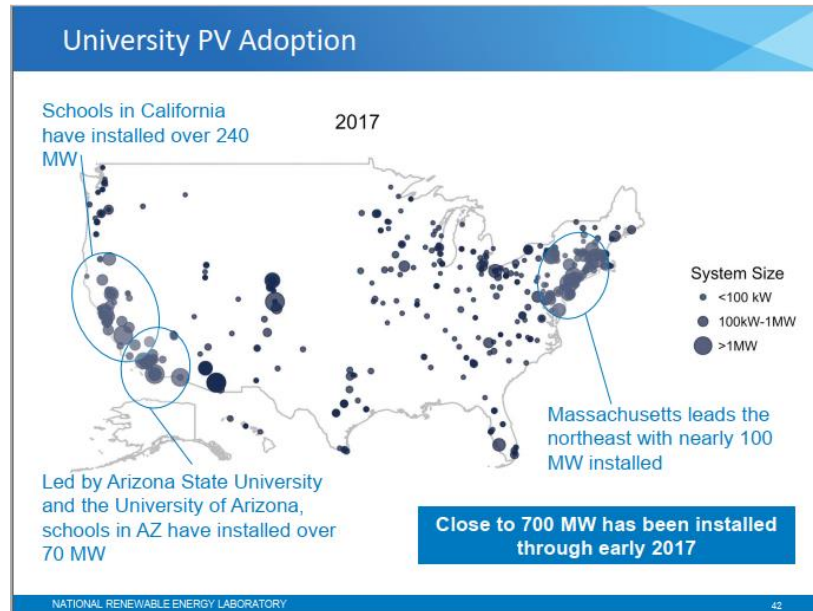 University PV Adoption
Schools in California
have installed over 240
MW
2017
System Size
<100 kW
100kW-1MW
>1MW
Massachusetts leads the
northeast with nearly 100
MW installed
Led by Arizona State University
and the University of Arizona,
schools in AZ have installed over
70 MW
Close to 700 MW has been installed
through early 2017
NATIONAL RENEWABLE ENERGY LABORATORY
42